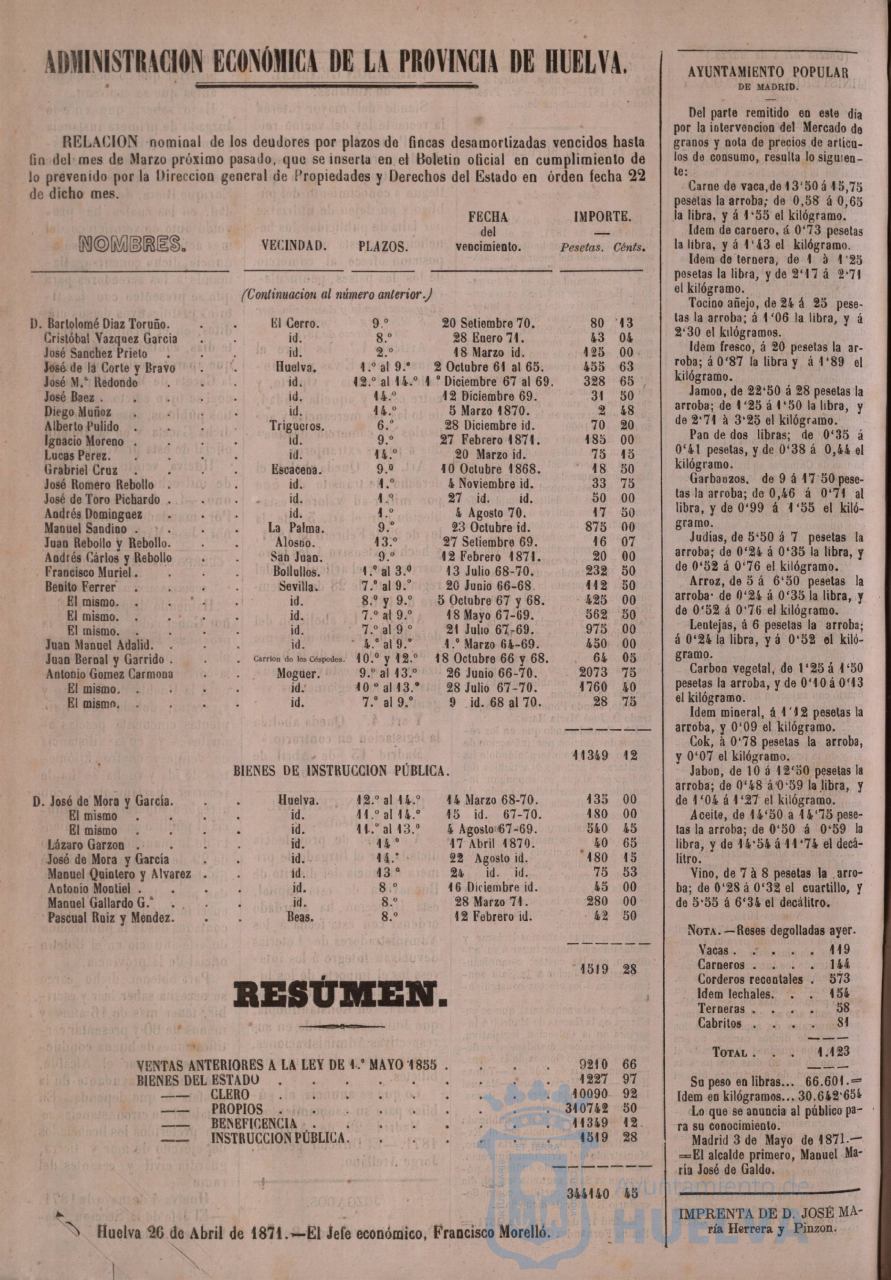 ADMINISTRACION ECONÓMICA DE LA PROVINCIA DE HUELVA.
RELACION nominal de los deudores por plazos de fincas desamortizadas vencidos hasta
fin del mes de Marzo próximo pasado, que se inserta en el Boletin oficial en cumplimiento de
lo prevenido por la Direccion general de Propiedades y Derechos del Estado en órden fecha 22
de dicho mes.
NOMBRES. VECINDAD. PLAZOS. FECHA del vencimiento. IMPORTE. — Pesetas. Cénts.
(Continuacion al número anterior.)
D. Bartolomé Diaz Toruño. . . El Cerro. 9.º 20 Setiembre 70. 80 13
Cristóbal Vazquez Garcia . . id. 8.º 28 Enero 71. 43 04
José Sanchez Prieto . . . id. 2.º 18 Marzo id. 125 00
José de la Corte y Bravo . . Huelva. 1.º al 9.º 2 Octubre 61 al 65. 455 63
José M.ª Redondo . . . id. 12.º al 14.º 1.º Diciembre 67 al 69. 328 65
José Baez . . . . id. 14.º 12 Diciembre 69. 31 50
Diego Muñoz . . . . id. 14.º 5 Marzo 1870. 2 48
Alberto Pulido . . . . Trigueros. 6.º 28 Diciembre id. 70 20
Ignacio Moreno . . . . id. 9.º 27 Febrero 1871. 185 00
Lucas Perez. . . . . id. 14.º 20 Marzo id. 75 15
Grabriel Cruz . . . . Escacena. 9.º 10 Octubre 1868. 18 50
José Romero Rebollo . . . id. 1.º 4 Noviembre id. 33 75
José de Toro Pichardo . . . id. 1.º 27 id. id. 50 00
Andrés Dominguez . . . id. 1.º 4 Agosto 70. 17 50
Manuel Sandino . . . . La Palma. 9.º 23 Octubre id. 875 00
Juan Rebollo y Rebollo. . . Alosno. 13.º 27 Setiembre 69. 16 07
Andrés Cárlos y Rebollo . . San Juan. 9.º 12 Febrero 1871. 20 00
Francisco Muriel . . . . Bollullos. 1.º al 3.º 13 Julio 68-70. 232 50
Benito Ferrer . . . . Sevilla. 7.º al 9.º 20 Junio 66-68. 112 50
El mismo. . . . . id. 8.º y 9.º 5 Octubre 67 y 68. 425 00
El mismo. . . . . id. 7.º al 9.º 18 Mayo 67-69. 562 50
El mismo. . . . . id. 7.º al 9.º 21 Julio 67-69. 975 00
Juan Manuel Adalid. . . . id. 4.º al 9.º 1.º Marzo 64-69. 450 00
Juan Bernal y Garrido . . . Carrion de los Céspedes. 10.º y 12.º 18 Octubre 66 y 68. 64 05
Antonio Gomez Carmona . . Moguer. 9.º al 13.º 26 Junio 66-70. 2073 75
El mismo. . . . . id. 10.º al 13.º 28 Julio 67-70. 1760 40
El mismo. . . . . id. 7.º al 9.º 9 id. 68 al 70. 28 75
11349 12
BIENES DE INSTRUCCION PÚBLICA.
D. José de Mora y García. . . Huelva. 12.º al 14.º 14 Marzo 68-70. 135 00
El mismo . . . . id. 11.º al 14.º 15 id. 67-70. 180 00
El mismo . . . . id. 11.º al 13.º 4 Agosto 67-69. 540 45
Lázaro Garzon . . . . id. 14.º 17 Abril 1870. 40 65
José de Mora y García . . id. 14.º 22 Agosto id. 180 15
Manuel Quintero y Alvarez . . id. 13.º 24 id. id. 75 53
Antonio Montiel . . . . id. 8.º 16 Diciembre id. 45 00
Manuel Gallardo G.ª . . . id. 8.º 28 Marzo 71. 280 00
Pascual Ruiz y Mendez. . . Beas. 8.º 12 Febrero id. 42 50
1519 28
RESÚMEN.
VENTAS ANTERIORES A LA LEY DE 1.º MAYO 1855 . . . . 9210 66
BIENES DEL ESTADO . . . . . 1227 97
—— CLERO . . . . . 10090 92
—— PROPIOS . . . . . 310742 50
—— BENEFICENCIA . . . . . 11349 12
—— INSTRUCCION PÚBLICA. . . . . 1519 28
344140 45
Huelva 26 de Abril de 1871.—El Jefe económico, Francisco Morelló.
AYUNTAMIENTO POPULAR
DE MADRID.
Del parte remitido en este dia
por la intervencion del Mercado de
granos y nota de precios de artícu-
los de consumo, resulta lo siguien-
te:
Carne de vaca, de 13'50 á 15,75
pesetas la arroba; de 0,58 á 0,65
la libra, y á 1'55 el kilógramo.
Idem de carnero, á 0'73 pesetas
la libra, y á 1'43 el kilógramo.
Idem de ternera, de 1 à 1'25
pesetas la libra, y de 2'17 á 2'71
el kilógramo.
Tocino añejo, de 24 á 25 pese-
tas la arroba; á 1'06 la libra, y á
2'30 el kilógramos.
Idem fresco, á 20 pesetas la ar-
roba; á 0'87 la libra y á 1'89 el
kilógramo.
Jamon, de 22'50 á 28 pesetas la
arroba; de 1'25 á 1'50 la libra, y
de 2'71 à 3'25 el kilógramo.
Pan de dos libras; de 0'35 á
0'41 pesetas, y de 0'38 á 0,44 el
kilógramo.
Garbanzos, de 9 á 17'50 pese-
tas la arroba; de 0,46 á 0'71 al
libra, y de 0'99 á 1'55 el kiló-
gramo.
Judías, de 5'50 á 7 pesetas la
arroba; de 0'24 á 0'35 la libra, y
de 0'52 á 0'76 el kilógramo.
Arroz, de 5 á 6'50 pesetas la
arroba· de 0'24 á 0'35 la libra, y
de 0'52 á 0'76 el kilógramo.
Lentejas, á 6 pesetas la arroba;
á 0'24 la libra, y á 0'52 el kiló-
gramo.
Carbon vegetal, de 1'25 á 1'50
pesetas la arroba, y de 0'10 á 0'13
el kilógramo.
Idem mineral, á 1'12 pesetas la
arroba, y 0'09 el kilógramo.
Cok, à 0'78 pesetas la arroba,
y 0'07 el kilógramo.
Jabon, de 10 á 12'50 pesetas la
arroba; de 0'48 á 0'59 la libra, y
de 1'04 á 1'27 el kilógramo.
Aceite, de 14'50 a 14'75 pese-
tas la arroba; de 0'50 á 0'59 la
libra, y de 14'54 á 11'74 el decá-
litro.
Vino, de 7 à 8 pesetas la arro-
ba; de 0'28 á 0'32 el cuartillo, y
de 5'55 á 6'34 el decálitro.
NOTA.—Reses degolladas ayer.
Vacas . . . . . 119
Carneros . . . . 144
Corderos recentales . 573
Idem lechales. . . 154
Terneras . . . . 58
Cabritos . . . . 81
TOTAL . . . 1.123
Su peso en libras... 66.601.=
Idem en kilógramos... 30.642'654
Lo que se anuncia al público pa-
ra su conocimiento.
Madrid 3 de Mayo de 1871.—
=El alcalde primero, Manuel Ma-
ría José de Galdo.
IMPRENTA DE D. JOSÉ MA-
ría Herrera y Pinzon.
Ayuntamiento de
HUELVA